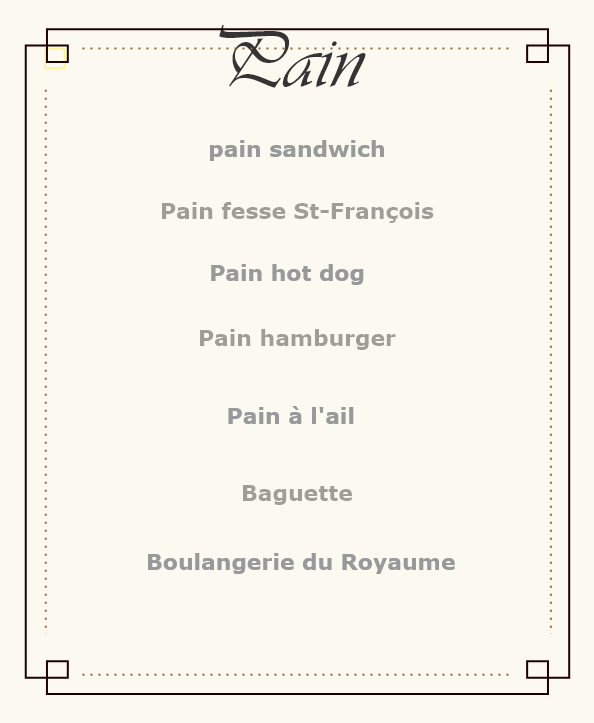 Pain
pain sandwich
Pain fesse St-François
Pain hot dog
Pain hamburger
Pain à l'ail
Baguette
Boulangerie du Royaume